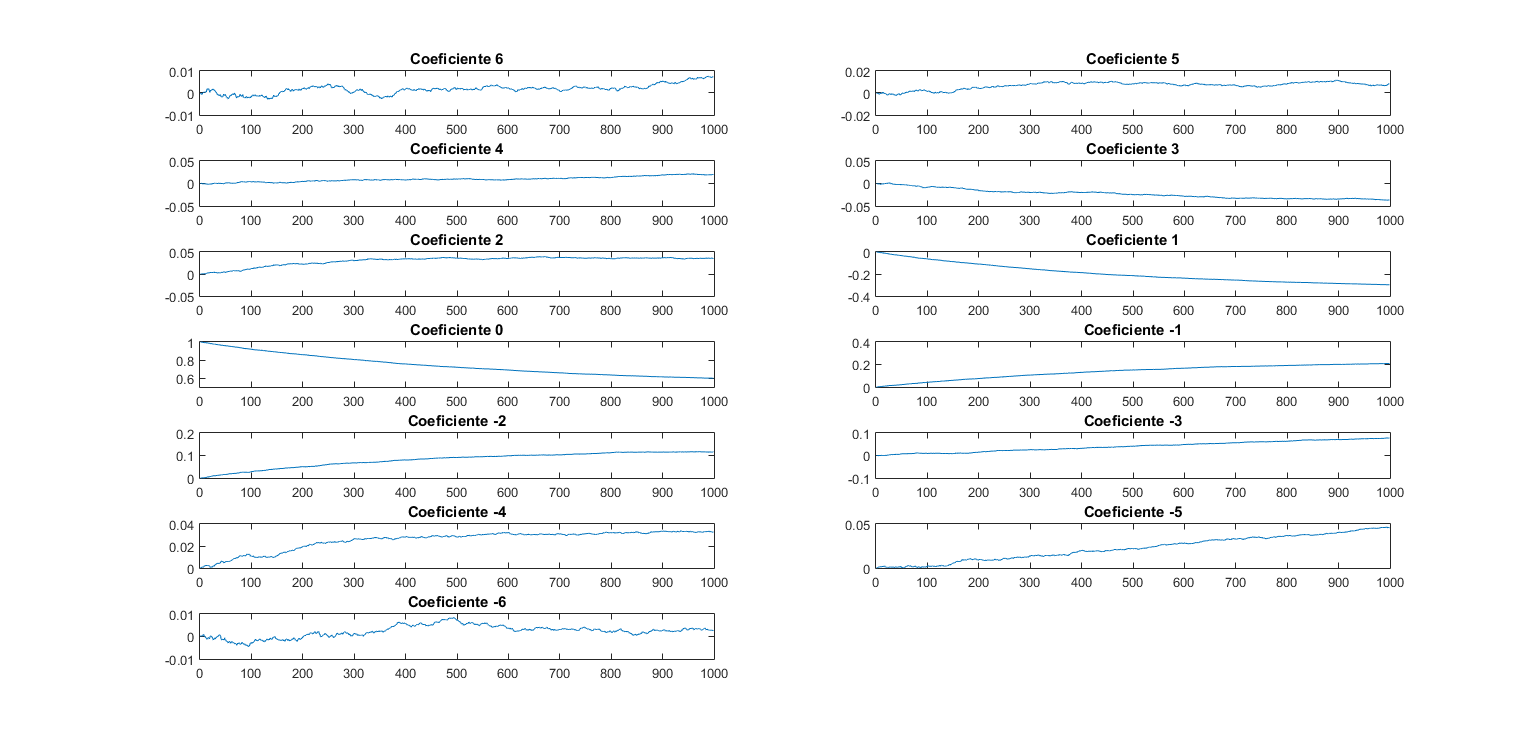 Coeficiente 6
0.01
0
-0.01
0 100 200 300 400 500 600 700 800 900 1000
Coeficiente 5
0.02
0
-0.02
0 100 200 300 400 500 600 700 800 900 1000
Coeficiente 4
0.05
0
-0.05
0 100 200 300 400 500 600 700 800 900 1000
Coeficiente 3
0.05
0
-0.05
0 100 200 300 400 500 600 700 800 900 1000
Coeficiente 2
0.05
0
-0.05
0 100 200 300 400 500 600 700 800 900 1000
Coeficiente 1
0
-0.2
-0.4
0 100 200 300 400 500 600 700 800 900 1000
Coeficiente 0
1
0.8
0.6
0 100 200 300 400 500 600 700 800 900 1000
Coeficiente -1
0.4
0.2
0
0 100 200 300 400 500 600 700 800 900 1000
Coeficiente -2
0.2
0.1
0
0 100 200 300 400 500 600 700 800 900 1000
Coeficiente -3
0.1
0
-0.1
0 100 200 300 400 500 600 700 800 900 1000
Coeficiente -4
0.04
0.02
0
0 100 200 300 400 500 600 700 800 900 1000
Coeficiente -5
0.05
0
0 100 200 300 400 500 600 700 800 900 1000
Coeficiente -6
0.01
0
-0.01
0 100 200 300 400 500 600 700 800 900 1000